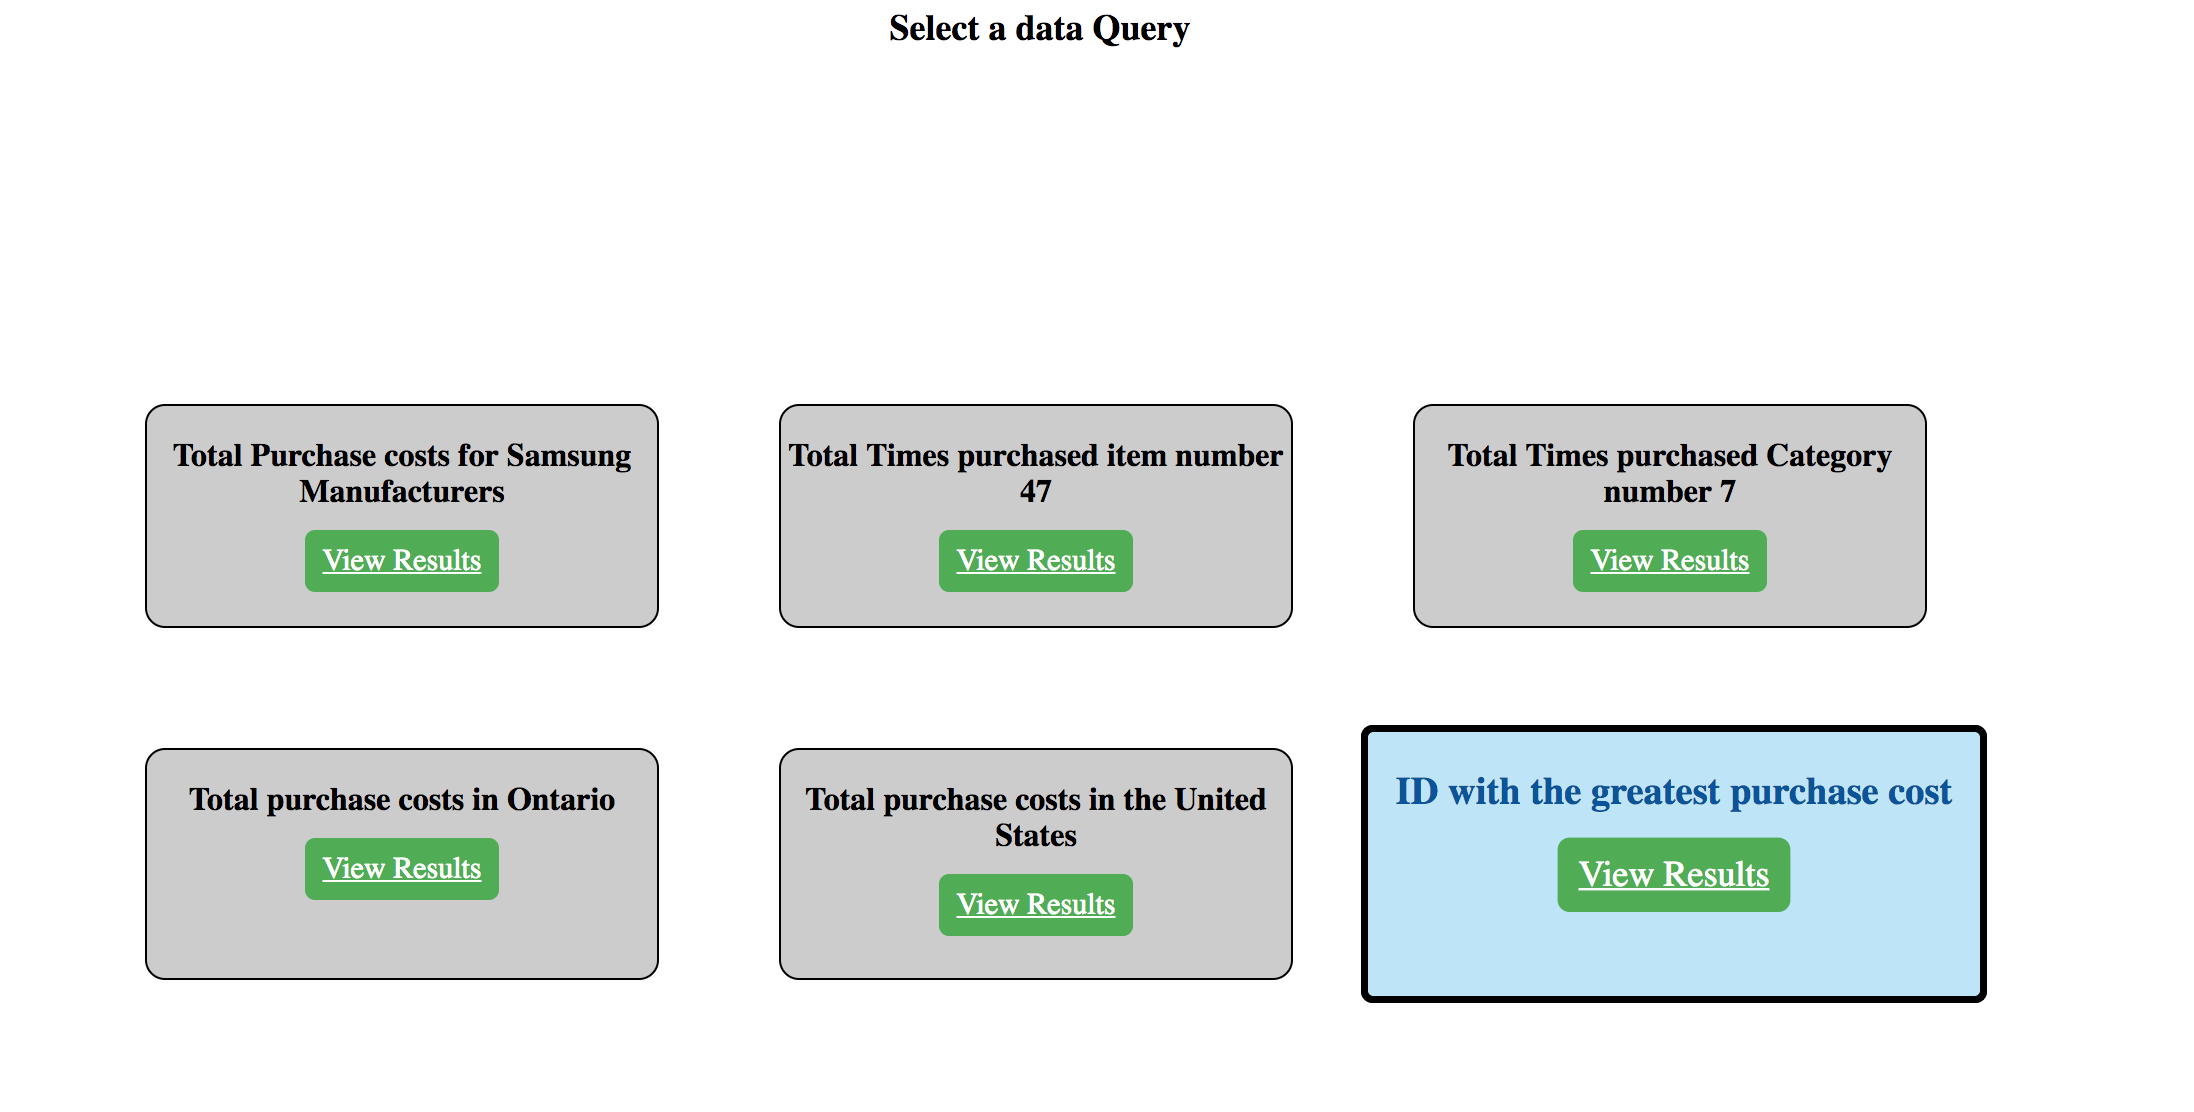 Select a data Query
Total Purchase costs for Samsung
Manufacturers
View Results
Total Times purchased item number
47
View Results
Total Times purchased Category
number 7
View Results
Total purchase costs in Ontario
View Results
Total purchase costs in the United
States
View Results
ID with the greatest purchase cost
View Results